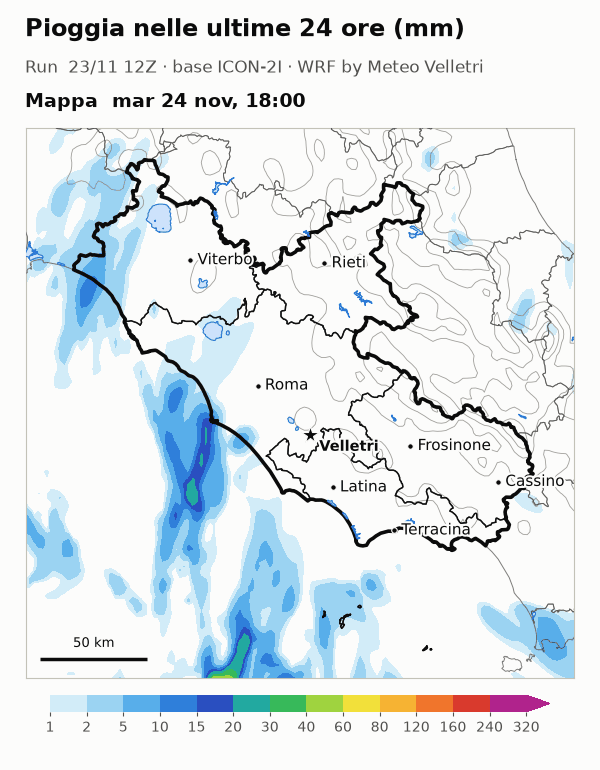 Pioggia nelle ultime 24 ore (mm)
Run  23/11 12Z · base ICON-2I · WRF by Meteo Velletri
Mappa  mar 24 nov, 18:00
Viterbo
Rieti
Roma
Velletri
Frosinone
Latina
Cassino
Terracina
50 km
1 2 5 10 15 20 30 40 60 80 120 160 240 320